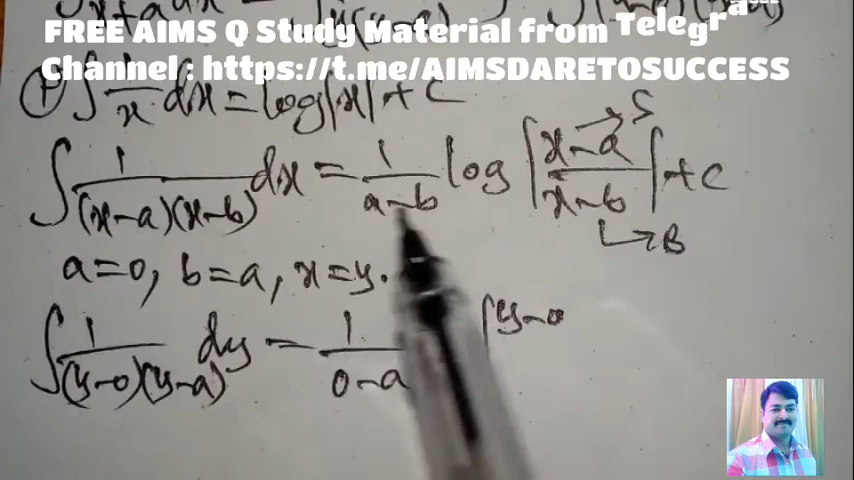 FREE AIMS Q Study Material from Telegra
Channel : https://t.me/AIMSDARETOSUCCESS
(P) ∫ 1/x dx = log|x| + C
∫ 1/((x-a)(x-b)) dx = 1/(a-b) log |(x-a)/(x-b)| + C
→ S
↳ B
a=0, b=a, x=y.
∫ 1/((y-0)(y-a)) dy = 1/(0-a) |y-0